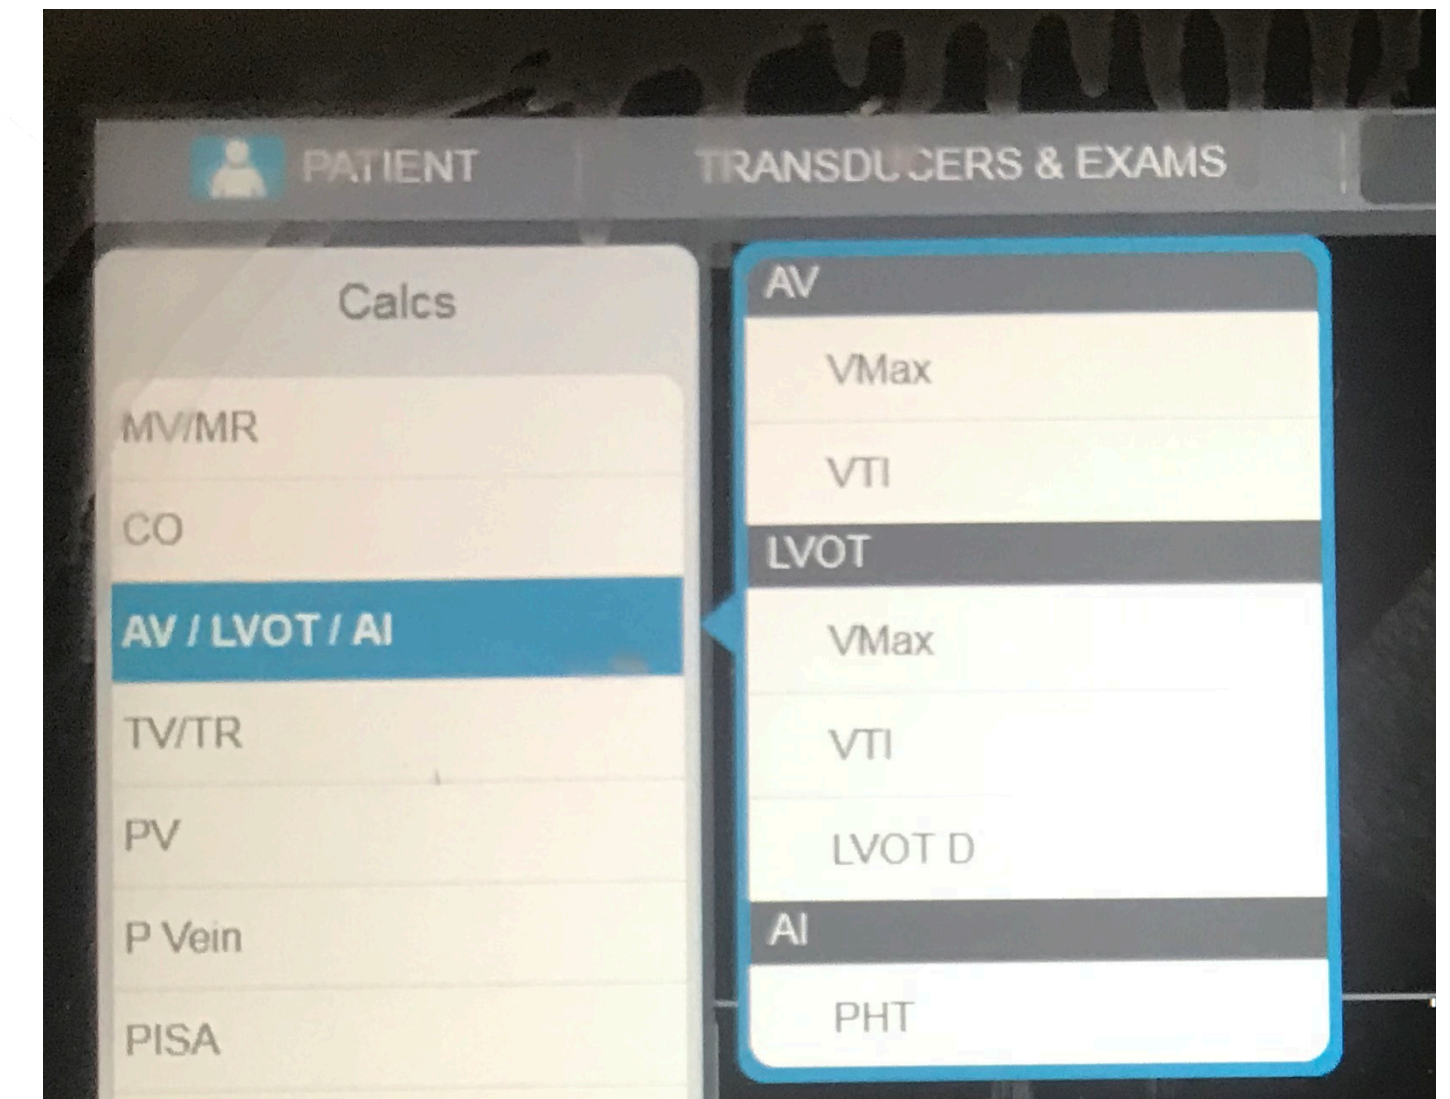 PATIENT
TRANSDUCERS & EXAMS
Calcs
MV/MR
CO
AV / LVOT / AI
TV/TR
PV
P Vein
PISA
AV
VMax
VTI
LVOT
VMax
VTI
LVOT D
AI
PHT